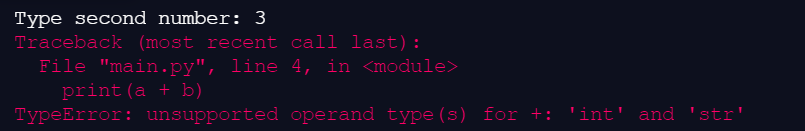 Type second number: 3
Traceback (most recent call last):
  File "main.py", line 4, in <module>
    print(a + b)
TypeError: unsupported operand type(s) for +: 'int' and 'str'